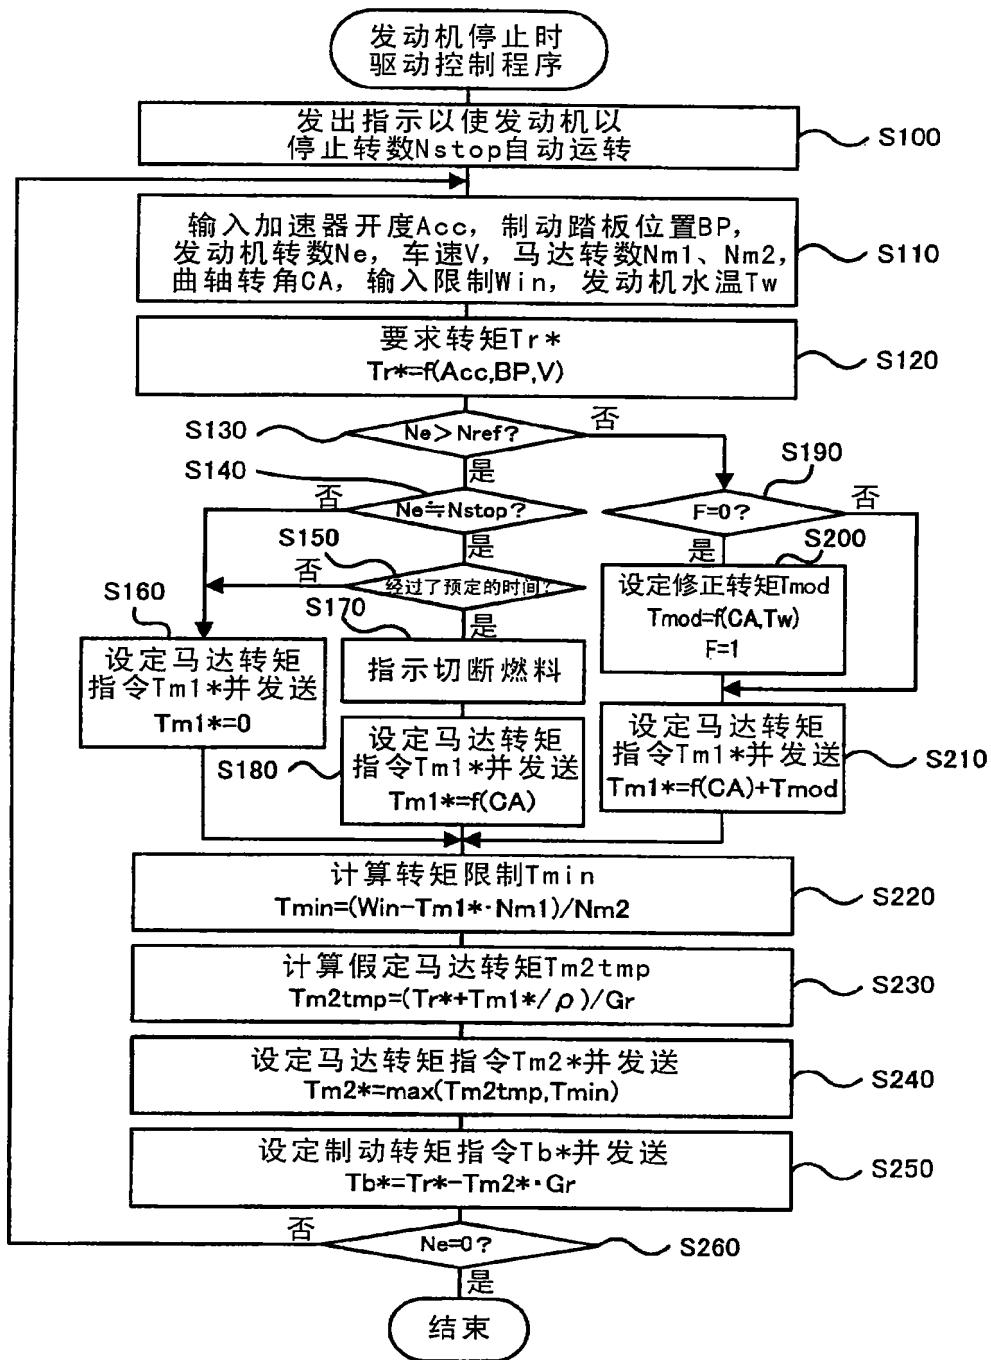 发动机停止时
驱动控制程序
发出指示以使发动机以
停止转数Nstop自动运转
S100
输入加速器开度Acc，制动踏板位置BP，
发动机转数Ne，车速V，马达转数Nm1、Nm2，
曲轴转角CA，输入限制Win，发动机水温Tw
S110
要求转矩Tr*
Tr*=f(Acc,BP,V)
S120
S130
Ne>Nref?
否
是
S140
Ne≒Nstop?
否
是
S150
经过了预定的时间?
否
是
S160
设定马达转矩
指令Tm1*并发送
Tm1*=0
S170
指示切断燃料
S180
设定马达转矩
指令Tm1*并发送
Tm1*=f(CA)
S190
F=0?
否
是
S200
设定修正转矩Tmod
Tmod=f(CA,Tw)
F=1
设定马达转矩
指令Tm1*并发送
Tm1*=f(CA)+Tmod
S210
计算转矩限制Tmin
Tmin=(Win-Tm1*·Nm1)/Nm2
S220
计算假定马达转矩Tm2tmp
Tm2tmp=(Tr*+Tm1*/ρ)/Gr
S230
设定马达转矩指令Tm2*并发送
Tm2*=max(Tm2tmp,Tmin)
S240
设定制动转矩指令Tb*并发送
Tb*=Tr*-Tm2*·Gr
S250
否
Ne=0?
S260
是
结束